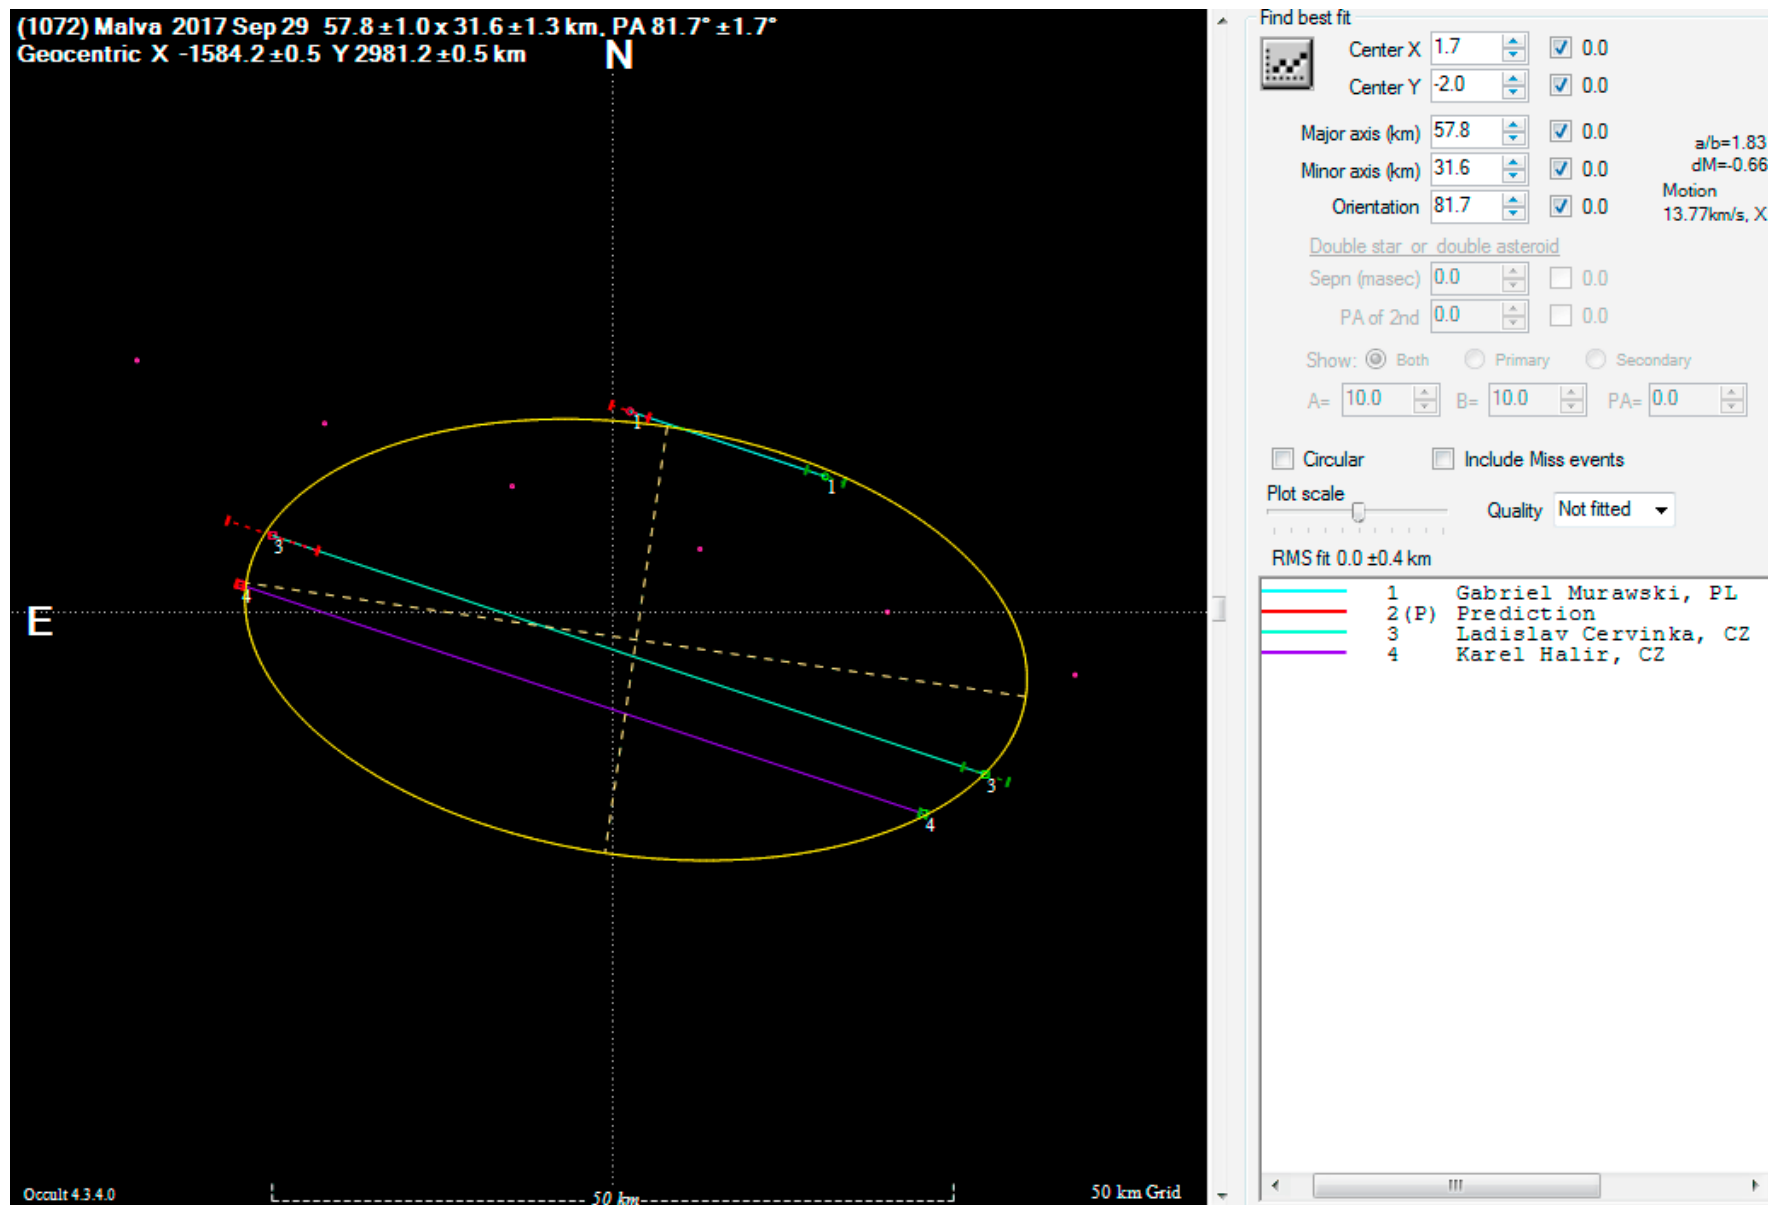 (1072) Malva 2017 Sep 29 57.8 ±1.0 x 31.6 ±1.3 km, PA 81.7° ±1.7°
Geocentric X -1584.2 ±0.5 Y 2981.2 ±0.5 km
N
E
1
1
3
3
4
4
Occult 4.3.4.0
50 km
50 km Grid
Find best fit
Center X 1.7 0.0
Center Y -2.0 0.0
Major axis (km) 57.8 0.0
Minor axis (km) 31.6 0.0
Orientation 81.7 0.0
a/b=1.83
dM=-0.66
Motion
13.77km/s, X
Double star or double asteroid
Sepn (masec) 0.0 0.0
PA of 2nd 0.0 0.0
Show: Both Primary Secondary
A= 10.0 B= 10.0 PA= 0.0
Circular Include Miss events
Plot scale
Quality Not fitted
RMS fit 0.0 ±0.4 km
1 Gabriel Murawski, PL
2(P) Prediction
3 Ladislav Cervinka, CZ
4 Karel Halir, CZ